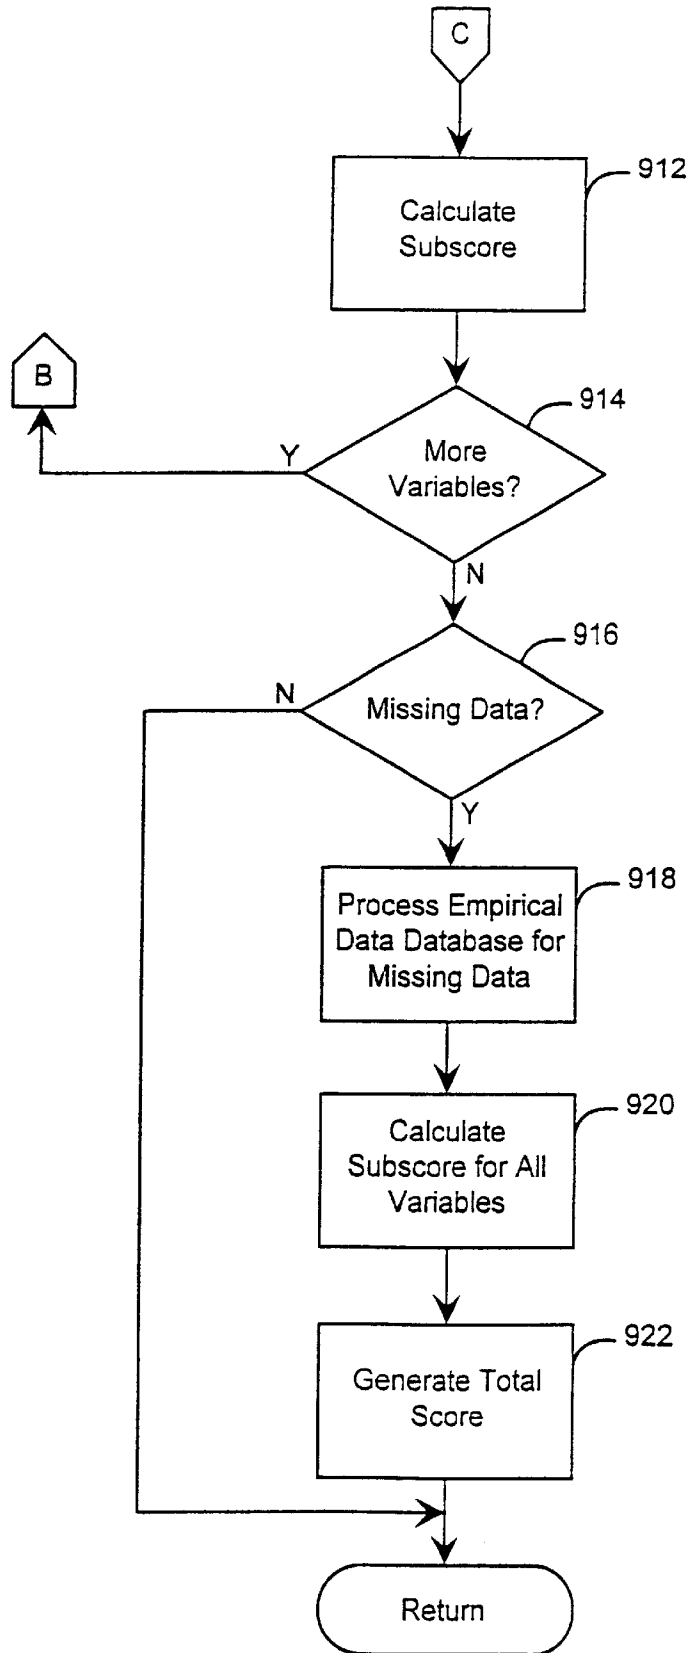 C
912
Calculate
Subscore
B
914
Y
More
Variables?
N
916
N
Missing Data?
Y
918
Process Empirical
Data Database for
Missing Data
920
Calculate
Subscore for All
Variables
922
Generate Total
Score
Return